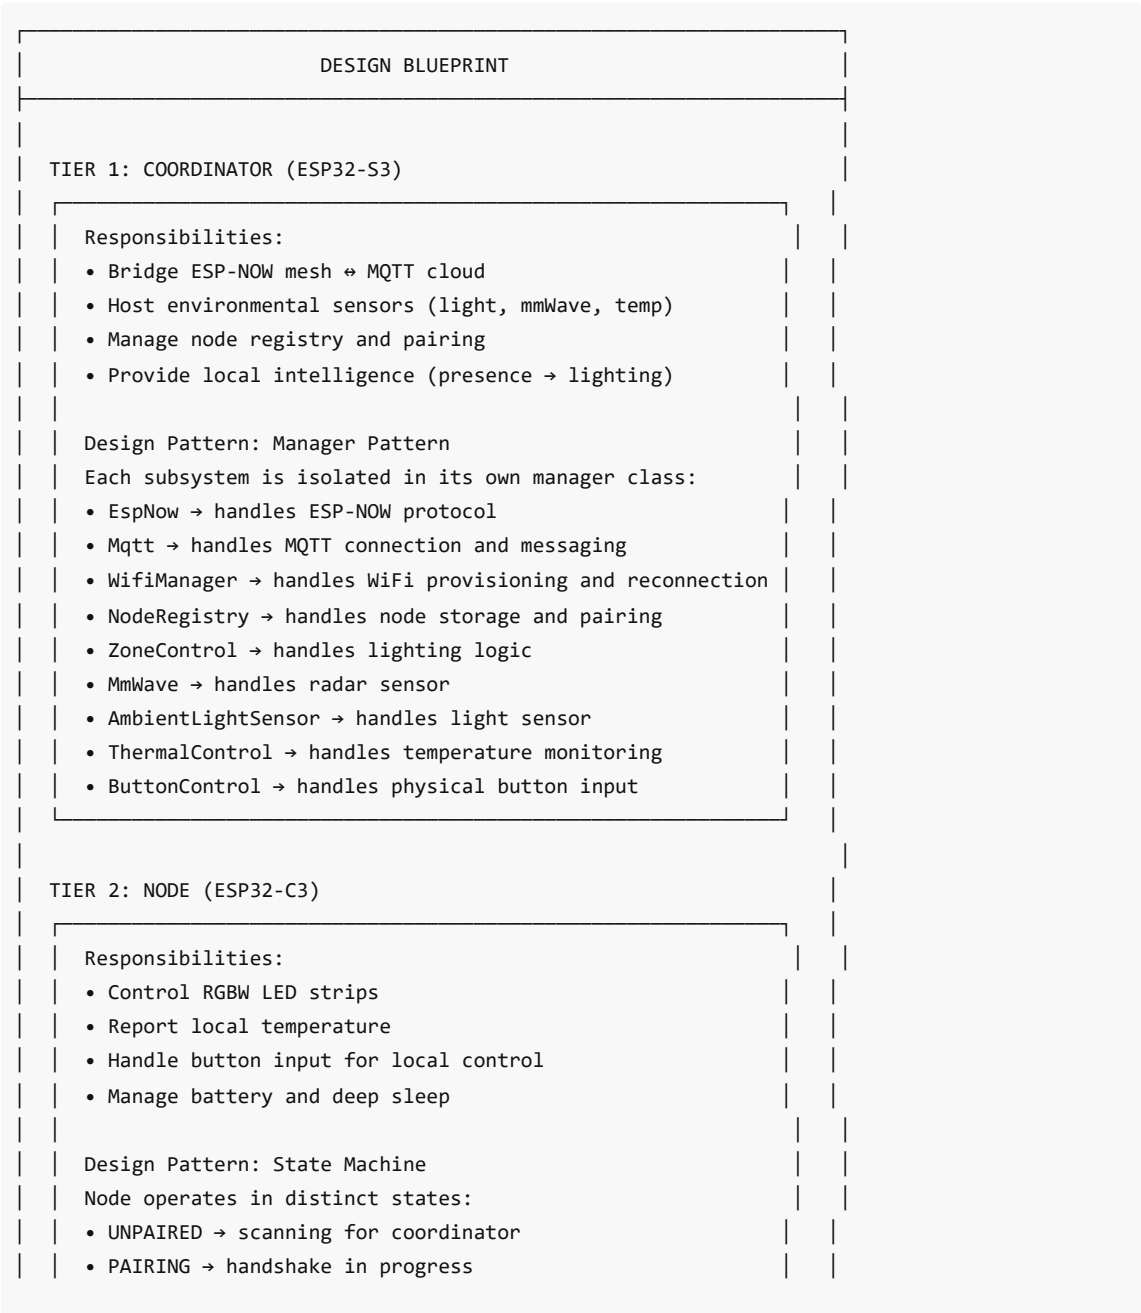 DESIGN BLUEPRINT
TIER 1: COORDINATOR (ESP32-S3)
Responsibilities:
• Bridge ESP-NOW mesh ↔ MQTT cloud
• Host environmental sensors (light, mmWave, temp)
• Manage node registry and pairing
• Provide local intelligence (presence → lighting)
Design Pattern: Manager Pattern
Each subsystem is isolated in its own manager class:
• EspNow → handles ESP-NOW protocol
• Mqtt → handles MQTT connection and messaging
• WifiManager → handles WiFi provisioning and reconnection
• NodeRegistry → handles node storage and pairing
• ZoneControl → handles lighting logic
• MmWave → handles radar sensor
• AmbientLightSensor → handles light sensor
• ThermalControl → handles temperature monitoring
• ButtonControl → handles physical button input
TIER 2: NODE (ESP32-C3)
Responsibilities:
• Control RGBW LED strips
• Report local temperature
• Handle button input for local control
• Manage battery and deep sleep
Design Pattern: State Machine
Node operates in distinct states:
• UNPAIRED → scanning for coordinator
• PAIRING → handshake in progress